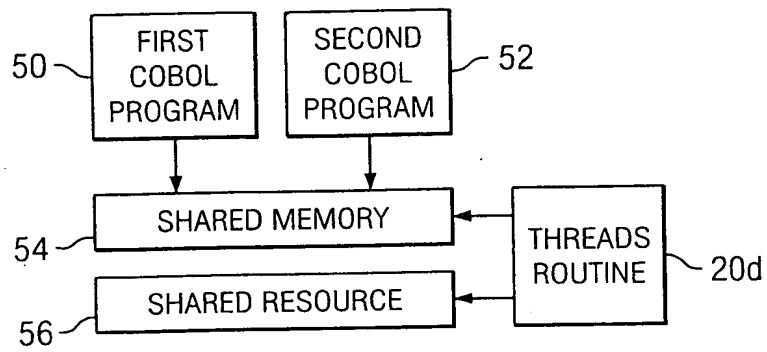 50
FIRST
COBOL
PROGRAM
SECOND
COBOL
PROGRAM
52
SHARED MEMORY
54
THREADS
ROUTINE
20d
SHARED RESOURCE
56